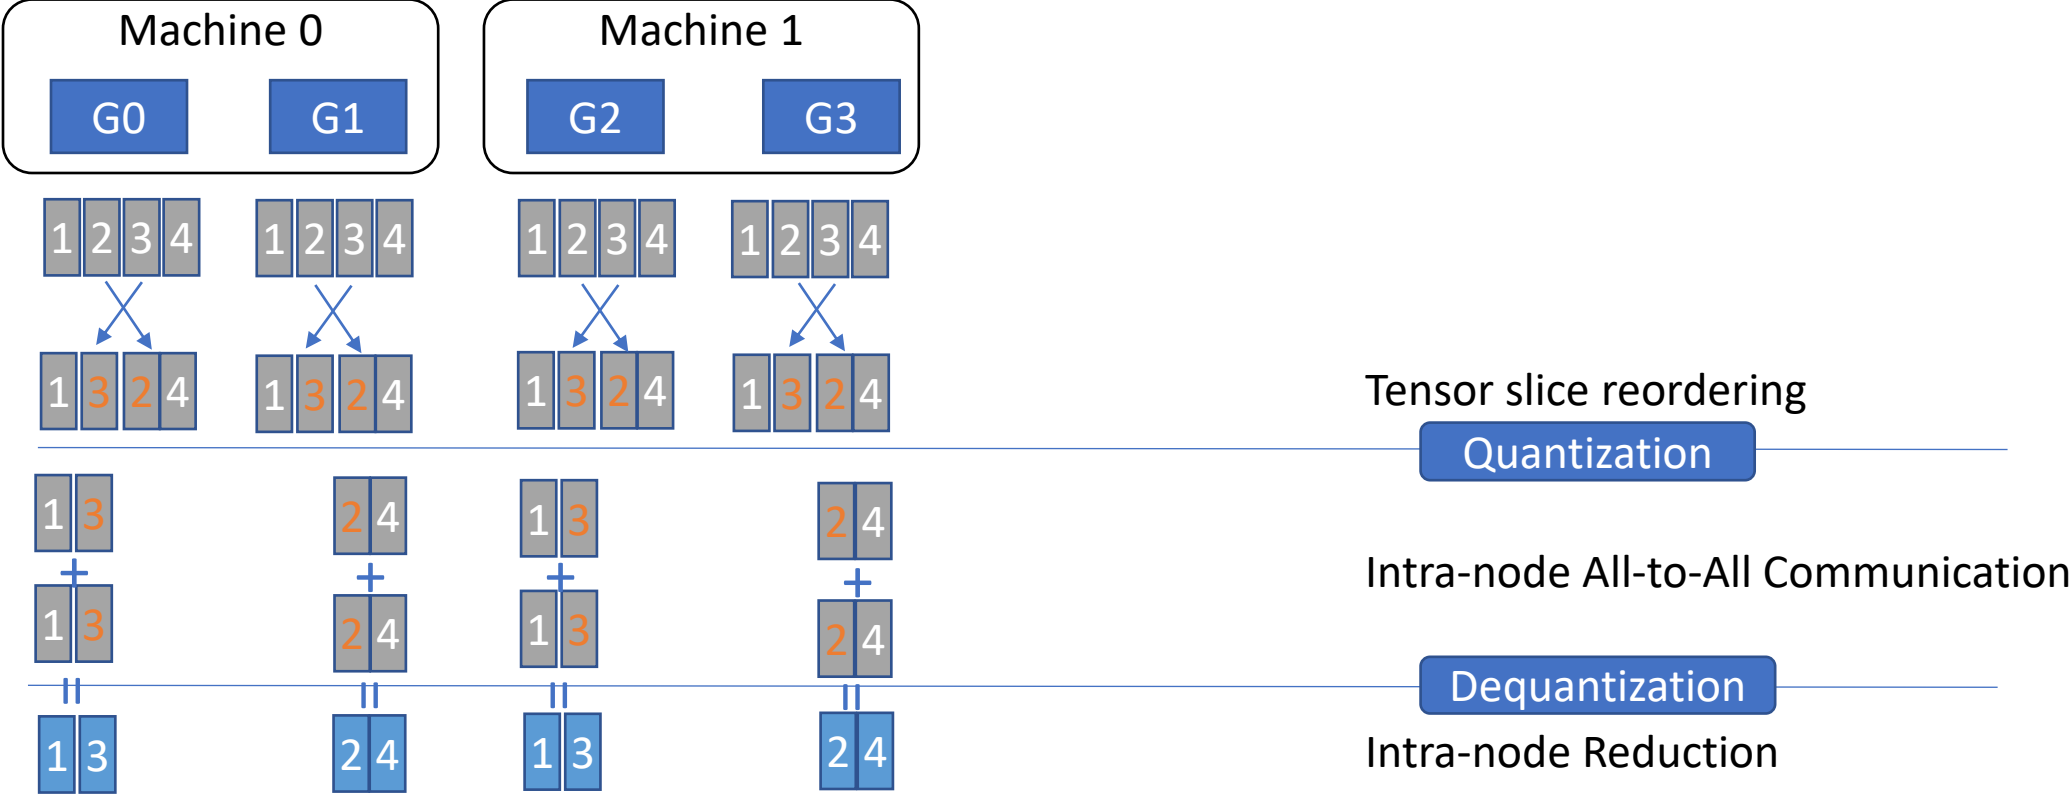 Machine 0 Machine 1
G0 G1 G2 G3
1 2 3 4 1 2 3 4 1 2 3 4 1 2 3 4
1 3 2 4 1 3 2 4 1 3 2 4 1 3 2 4
Tensor slice reordering
Quantization
1 3 2 4 1 3 2 4
+ + + +
Intra-node All-to-All Communication
1 3 2 4 1 3 2 4
Dequantization
= = = =
1 3 2 4 1 3 2 4
Intra-node Reduction